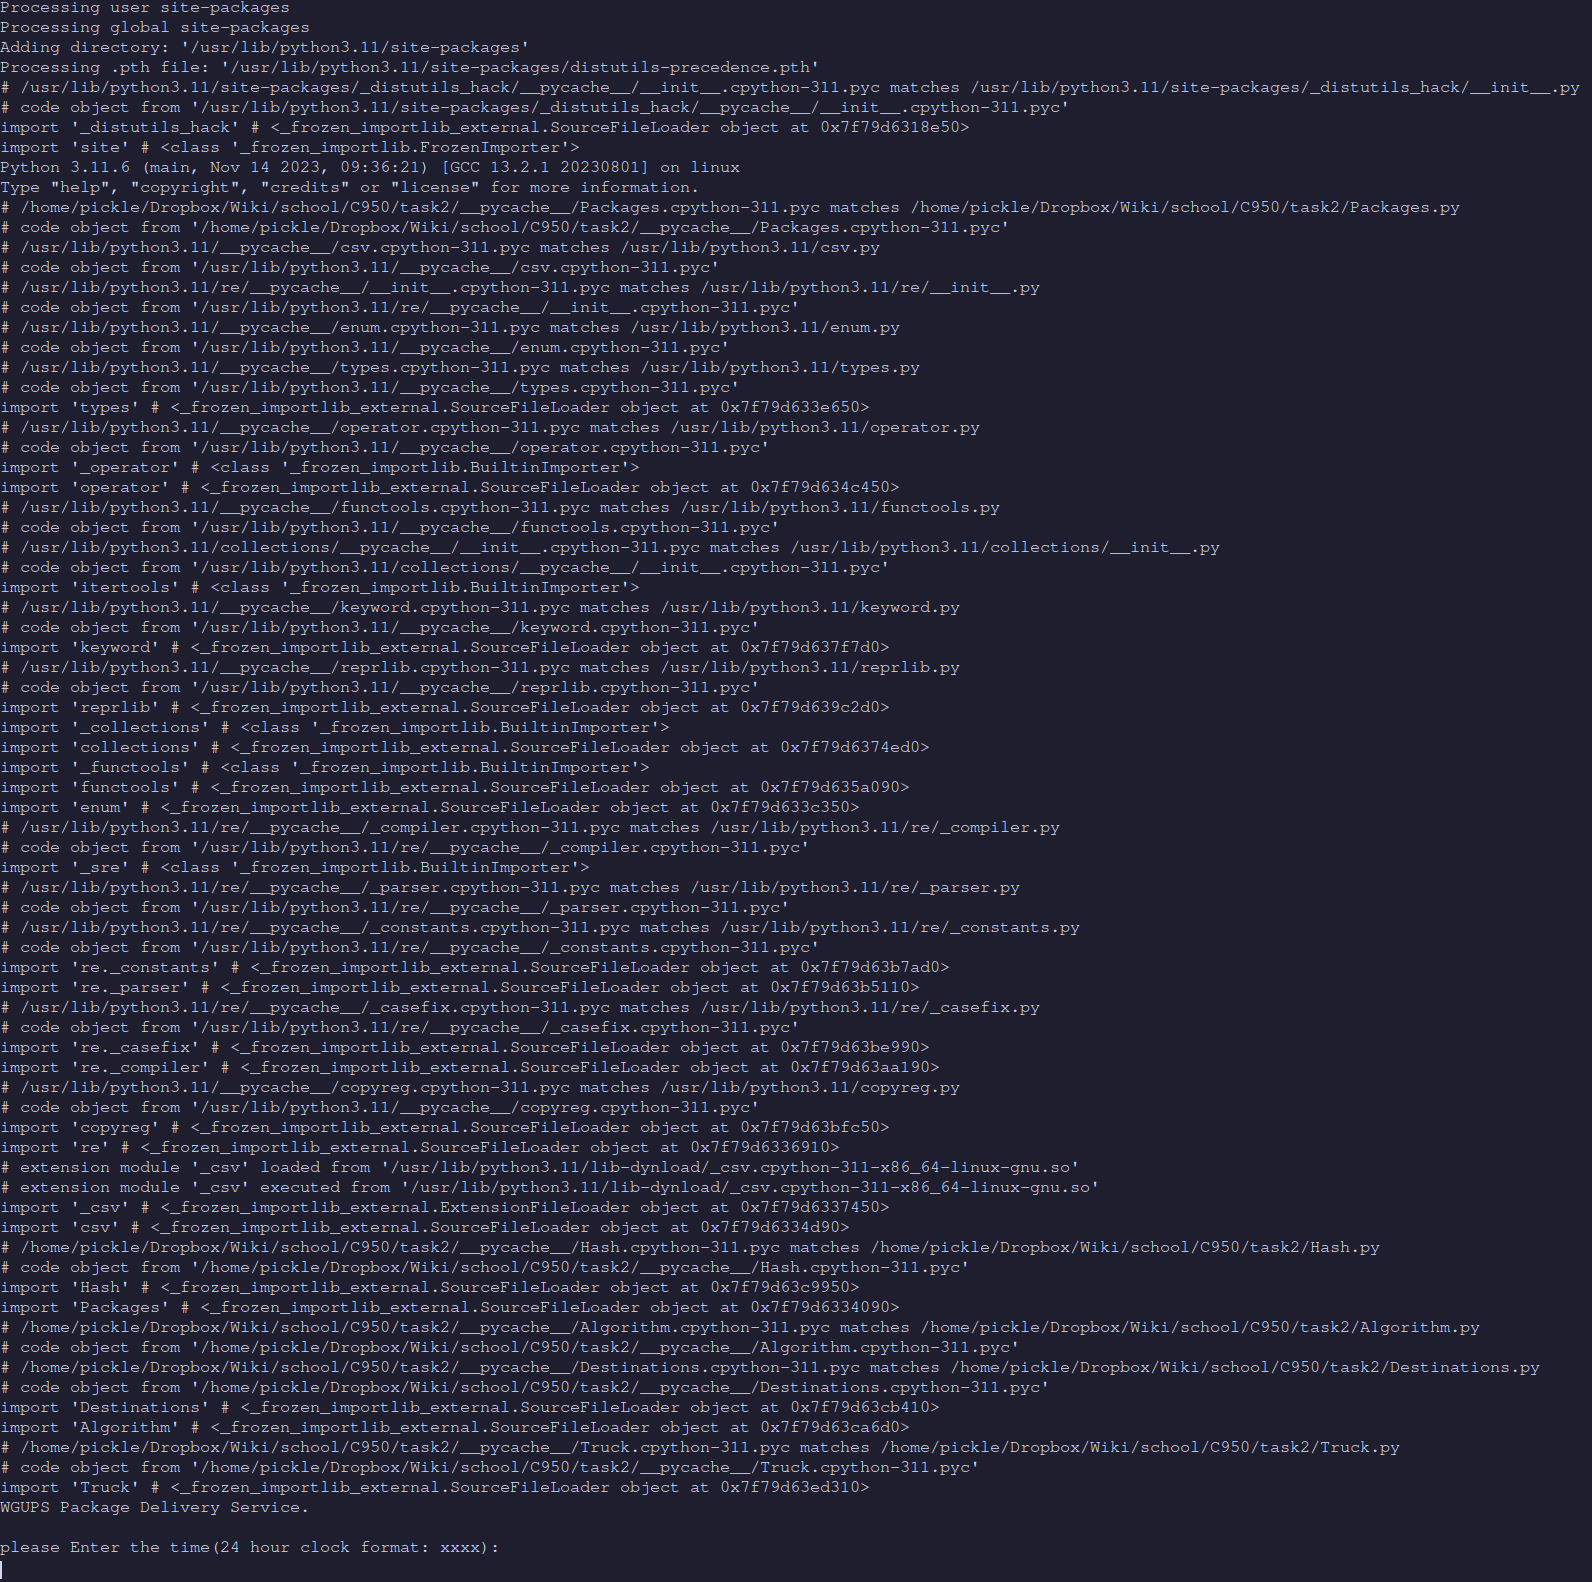 Processing user site-packages
Processing global site-packages
Adding directory: '/usr/lib/python3.11/site-packages'
Processing .pth file: '/usr/lib/python3.11/site-packages/distutils-precedence.pth'
# /usr/lib/python3.11/site-packages/_distutils_hack/__pycache__/__init__.cpython-311.pyc matches /usr/lib/python3.11/site-packages/_distutils_hack/__init__.py
# code object from '/usr/lib/python3.11/site-packages/_distutils_hack/__pycache__/__init__.cpython-311.pyc'
import '_distutils_hack' # <_frozen_importlib_external.SourceFileLoader object at 0x7f79d6318e50>
import 'site' # <class '_frozen_importlib.FrozenImporter'>
Python 3.11.6 (main, Nov 14 2023, 09:36:21) [GCC 13.2.1 20230801] on linux
Type "help", "copyright", "credits" or "license" for more information.
# /home/pickle/Dropbox/Wiki/school/C950/task2/__pycache__/Packages.cpython-311.pyc matches /home/pickle/Dropbox/Wiki/school/C950/task2/Packages.py
# code object from '/home/pickle/Dropbox/Wiki/school/C950/task2/__pycache__/Packages.cpython-311.pyc'
# /usr/lib/python3.11/__pycache__/csv.cpython-311.pyc matches /usr/lib/python3.11/csv.py
# code object from '/usr/lib/python3.11/__pycache__/csv.cpython-311.pyc'
# /usr/lib/python3.11/re/__pycache__/__init__.cpython-311.pyc matches /usr/lib/python3.11/re/__init__.py
# code object from '/usr/lib/python3.11/re/__pycache__/__init__.cpython-311.pyc'
# /usr/lib/python3.11/__pycache__/enum.cpython-311.pyc matches /usr/lib/python3.11/enum.py
# code object from '/usr/lib/python3.11/__pycache__/enum.cpython-311.pyc'
# /usr/lib/python3.11/__pycache__/types.cpython-311.pyc matches /usr/lib/python3.11/types.py
# code object from '/usr/lib/python3.11/__pycache__/types.cpython-311.pyc'
import 'types' # <_frozen_importlib_external.SourceFileLoader object at 0x7f79d633e650>
# /usr/lib/python3.11/__pycache__/operator.cpython-311.pyc matches /usr/lib/python3.11/operator.py
# code object from '/usr/lib/python3.11/__pycache__/operator.cpython-311.pyc'
import '_operator' # <class '_frozen_importlib.BuiltinImporter'>
import 'operator' # <_frozen_importlib_external.SourceFileLoader object at 0x7f79d634c450>
# /usr/lib/python3.11/__pycache__/functools.cpython-311.pyc matches /usr/lib/python3.11/functools.py
# code object from '/usr/lib/python3.11/__pycache__/functools.cpython-311.pyc'
# /usr/lib/python3.11/collections/__pycache__/__init__.cpython-311.pyc matches /usr/lib/python3.11/collections/__init__.py
# code object from '/usr/lib/python3.11/collections/__pycache__/__init__.cpython-311.pyc'
import 'itertools' # <class '_frozen_importlib.BuiltinImporter'>
# /usr/lib/python3.11/__pycache__/keyword.cpython-311.pyc matches /usr/lib/python3.11/keyword.py
# code object from '/usr/lib/python3.11/__pycache__/keyword.cpython-311.pyc'
import 'keyword' # <_frozen_importlib_external.SourceFileLoader object at 0x7f79d637f7d0>
# /usr/lib/python3.11/__pycache__/reprlib.cpython-311.pyc matches /usr/lib/python3.11/reprlib.py
# code object from '/usr/lib/python3.11/__pycache__/reprlib.cpython-311.pyc'
import 'reprlib' # <_frozen_importlib_external.SourceFileLoader object at 0x7f79d639c2d0>
import '_collections' # <class '_frozen_importlib.BuiltinImporter'>
import 'collections' # <_frozen_importlib_external.SourceFileLoader object at 0x7f79d6374ed0>
import '_functools' # <class '_frozen_importlib.BuiltinImporter'>
import 'functools' # <_frozen_importlib_external.SourceFileLoader object at 0x7f79d635a090>
import 'enum' # <_frozen_importlib_external.SourceFileLoader object at 0x7f79d633c350>
# /usr/lib/python3.11/re/__pycache__/_compiler.cpython-311.pyc matches /usr/lib/python3.11/re/_compiler.py
# code object from '/usr/lib/python3.11/re/__pycache__/_compiler.cpython-311.pyc'
import '_sre' # <class '_frozen_importlib.BuiltinImporter'>
# /usr/lib/python3.11/re/__pycache__/_parser.cpython-311.pyc matches /usr/lib/python3.11/re/_parser.py
# code object from '/usr/lib/python3.11/re/__pycache__/_parser.cpython-311.pyc'
# /usr/lib/python3.11/re/__pycache__/_constants.cpython-311.pyc matches /usr/lib/python3.11/re/_constants.py
# code object from '/usr/lib/python3.11/re/__pycache__/_constants.cpython-311.pyc'
import 're._constants' # <_frozen_importlib_external.SourceFileLoader object at 0x7f79d63b7ad0>
import 're._parser' # <_frozen_importlib_external.SourceFileLoader object at 0x7f79d63b5110>
# /usr/lib/python3.11/re/__pycache__/_casefix.cpython-311.pyc matches /usr/lib/python3.11/re/_casefix.py
# code object from '/usr/lib/python3.11/re/__pycache__/_casefix.cpython-311.pyc'
import 're._casefix' # <_frozen_importlib_external.SourceFileLoader object at 0x7f79d63be990>
import 're._compiler' # <_frozen_importlib_external.SourceFileLoader object at 0x7f79d63aa190>
# /usr/lib/python3.11/__pycache__/copyreg.cpython-311.pyc matches /usr/lib/python3.11/copyreg.py
# code object from '/usr/lib/python3.11/__pycache__/copyreg.cpython-311.pyc'
import 'copyreg' # <_frozen_importlib_external.SourceFileLoader object at 0x7f79d63bfc50>
import 're' # <_frozen_importlib_external.SourceFileLoader object at 0x7f79d6336910>
# extension module '_csv' loaded from '/usr/lib/python3.11/lib-dynload/_csv.cpython-311-x86_64-linux-gnu.so'
# extension module '_csv' executed from '/usr/lib/python3.11/lib-dynload/_csv.cpython-311-x86_64-linux-gnu.so'
import '_csv' # <_frozen_importlib_external.ExtensionFileLoader object at 0x7f79d6337450>
import 'csv' # <_frozen_importlib_external.SourceFileLoader object at 0x7f79d6334d90>
# /home/pickle/Dropbox/Wiki/school/C950/task2/__pycache__/Hash.cpython-311.pyc matches /home/pickle/Dropbox/Wiki/school/C950/task2/Hash.py
# code object from '/home/pickle/Dropbox/Wiki/school/C950/task2/__pycache__/Hash.cpython-311.pyc'
import 'Hash' # <_frozen_importlib_external.SourceFileLoader object at 0x7f79d63c9950>
import 'Packages' # <_frozen_importlib_external.SourceFileLoader object at 0x7f79d6334090>
# /home/pickle/Dropbox/Wiki/school/C950/task2/__pycache__/Algorithm.cpython-311.pyc matches /home/pickle/Dropbox/Wiki/school/C950/task2/Algorithm.py
# code object from '/home/pickle/Dropbox/Wiki/school/C950/task2/__pycache__/Algorithm.cpython-311.pyc'
# /home/pickle/Dropbox/Wiki/school/C950/task2/__pycache__/Destinations.cpython-311.pyc matches /home/pickle/Dropbox/Wiki/school/C950/task2/Destinations.py
# code object from '/home/pickle/Dropbox/Wiki/school/C950/task2/__pycache__/Destinations.cpython-311.pyc'
import 'Destinations' # <_frozen_importlib_external.SourceFileLoader object at 0x7f79d63cb410>
import 'Algorithm' # <_frozen_importlib_external.SourceFileLoader object at 0x7f79d63ca6d0>
# /home/pickle/Dropbox/Wiki/school/C950/task2/__pycache__/Truck.cpython-311.pyc matches /home/pickle/Dropbox/Wiki/school/C950/task2/Truck.py
# code object from '/home/pickle/Dropbox/Wiki/school/C950/task2/__pycache__/Truck.cpython-311.pyc'
import 'Truck' # <_frozen_importlib_external.SourceFileLoader object at 0x7f79d63ed310>
WGUPS Package Delivery Service.
please Enter the time(24 hour clock format: xxxx):